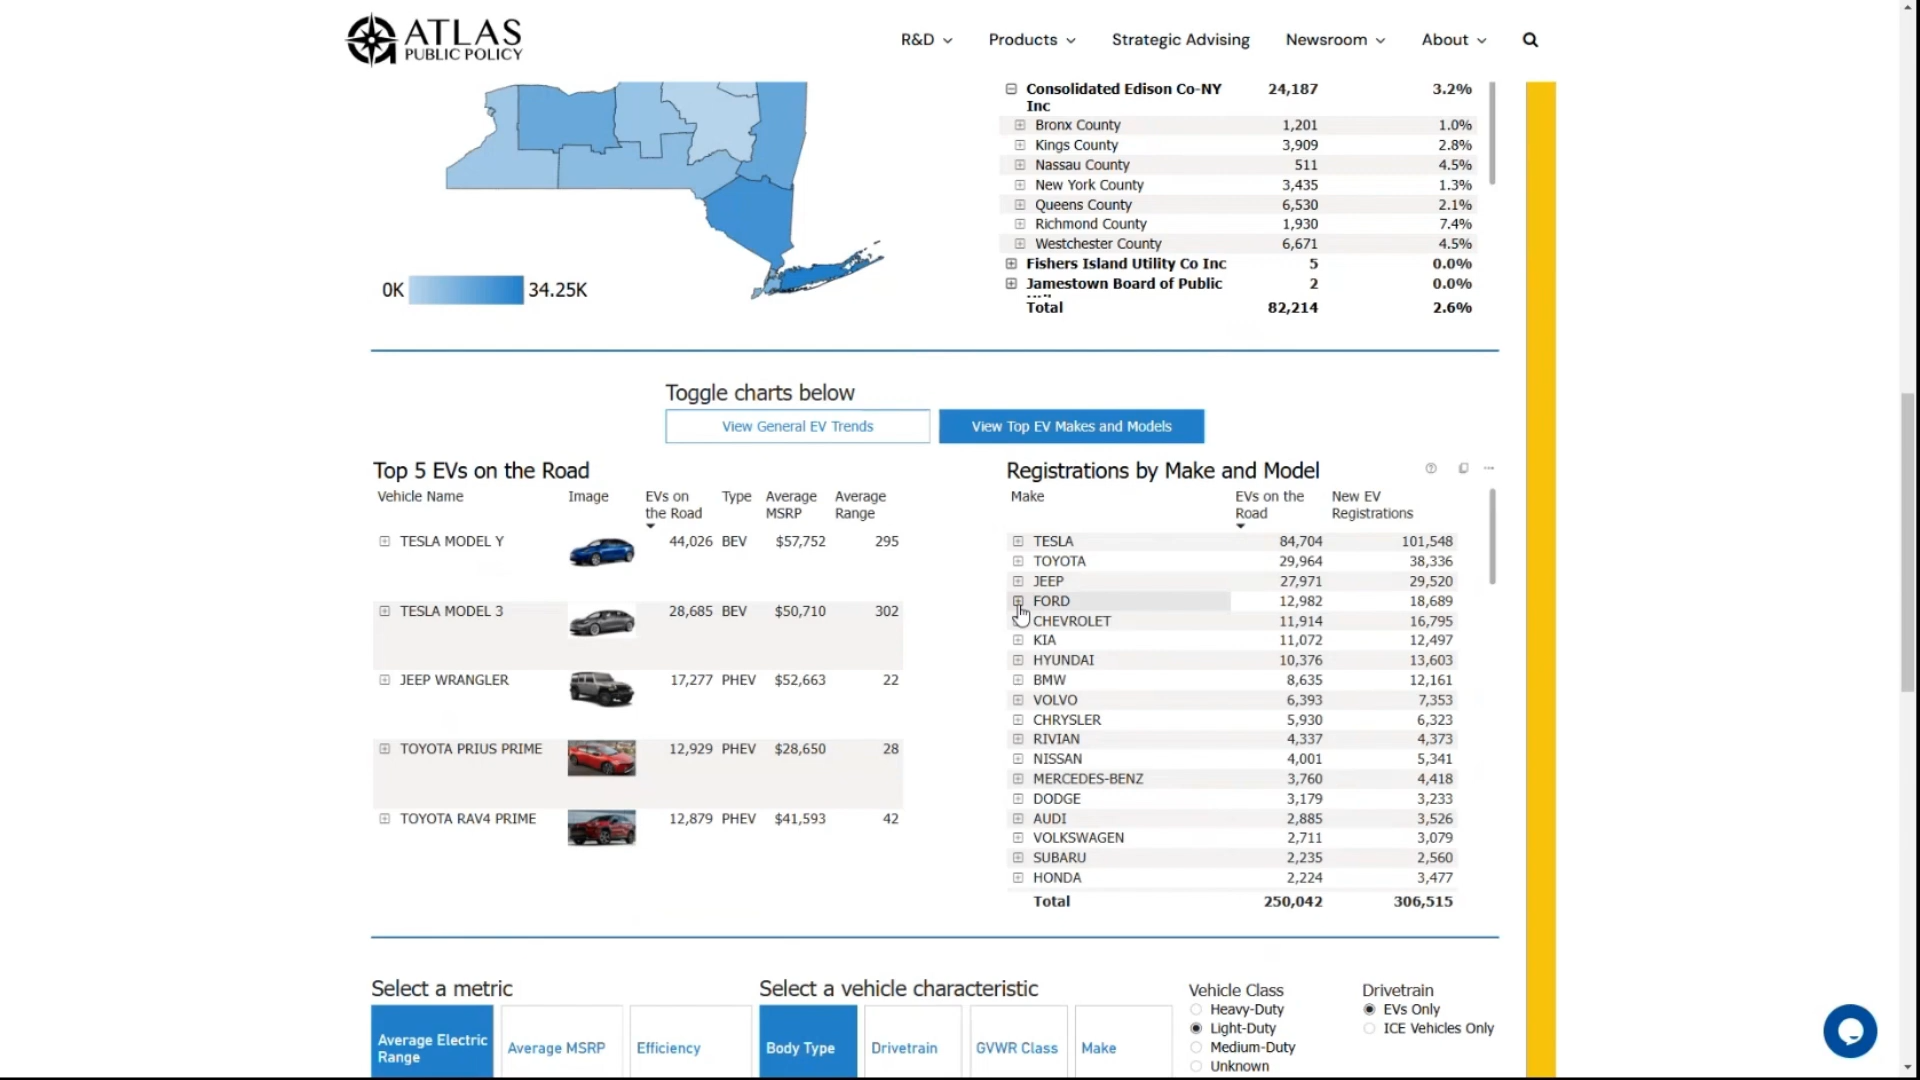 ATLAS
PUBLIC POLICY
R&D
Products
Strategic Advising
Newsroom
About
Consolidated Edison Co-NY Inc 24,187 3.2%
Bronx County 1,201 1.0%
Kings County 3,909 2.8%
Nassau County 511 4.5%
New York County 3,435 1.3%
Queens County 6,530 2.1%
Richmond County 1,930 7.4%
Westchester County 6,671 4.5%
Fishers Island Utility Co Inc 5 0.0%
Jamestown Board of Public 2 0.0%
Total 82,214 2.6%
0K 34.25K
Toggle charts below
View General EV Trends
View Top EV Makes and Models
Top 5 EVs on the Road
Vehicle Name Image EVs on the Road Type Average MSRP Average Range
TESLA MODEL Y 44,026 BEV $57,752 295
TESLA MODEL 3 28,685 BEV $50,710 302
JEEP WRANGLER 17,277 PHEV $52,663 22
TOYOTA PRIUS PRIME 12,929 PHEV $28,650 28
TOYOTA RAV4 PRIME 12,879 PHEV $41,593 42
Registrations by Make and Model
Make EVs on the Road New EV Registrations
TESLA 84,704 101,548
TOYOTA 29,964 38,336
JEEP 27,971 29,520
FORD 12,982 18,689
CHEVROLET 11,914 16,795
KIA 11,072 12,497
HYUNDAI 10,376 13,603
BMW 8,635 12,161
VOLVO 6,393 7,353
CHRYSLER 5,930 6,323
RIVIAN 4,337 4,373
NISSAN 4,001 5,341
MERCEDES-BENZ 3,760 4,418
DODGE 3,179 3,233
AUDI 2,885 3,526
VOLKSWAGEN 2,711 3,079
SUBARU 2,235 2,560
HONDA 2,224 3,477
Total 250,042 306,515
Select a metric
Average Electric Range
Average MSRP
Efficiency
Select a vehicle characteristic
Body Type
Drivetrain
GVWR Class
Make
Vehicle Class
Heavy-Duty
Light-Duty
Medium-Duty
Unknown
Drivetrain
EVs Only
ICE Vehicles Only